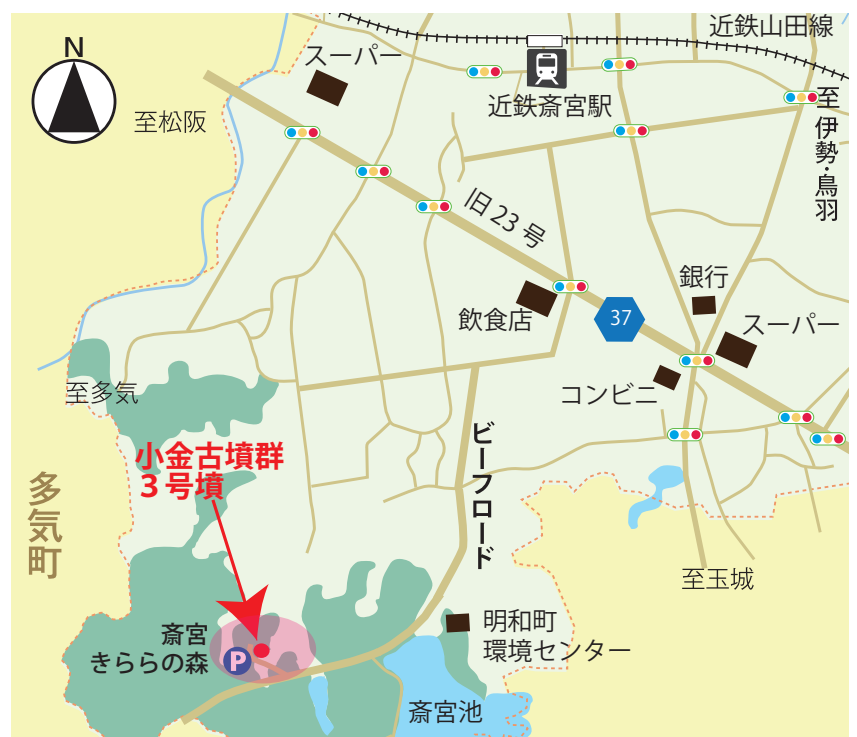 近鉄山田線
N
スーパー
至松阪
近鉄斎宮駅
至伊勢・鳥羽
旧23号
銀行
飲食店
37
スーパー
コンビニ
至多気
ビーフロード
小金古墳群
3号墳
多気町
至玉城
斎宮
きららの森
P
明和町
環境センター
斎宮池